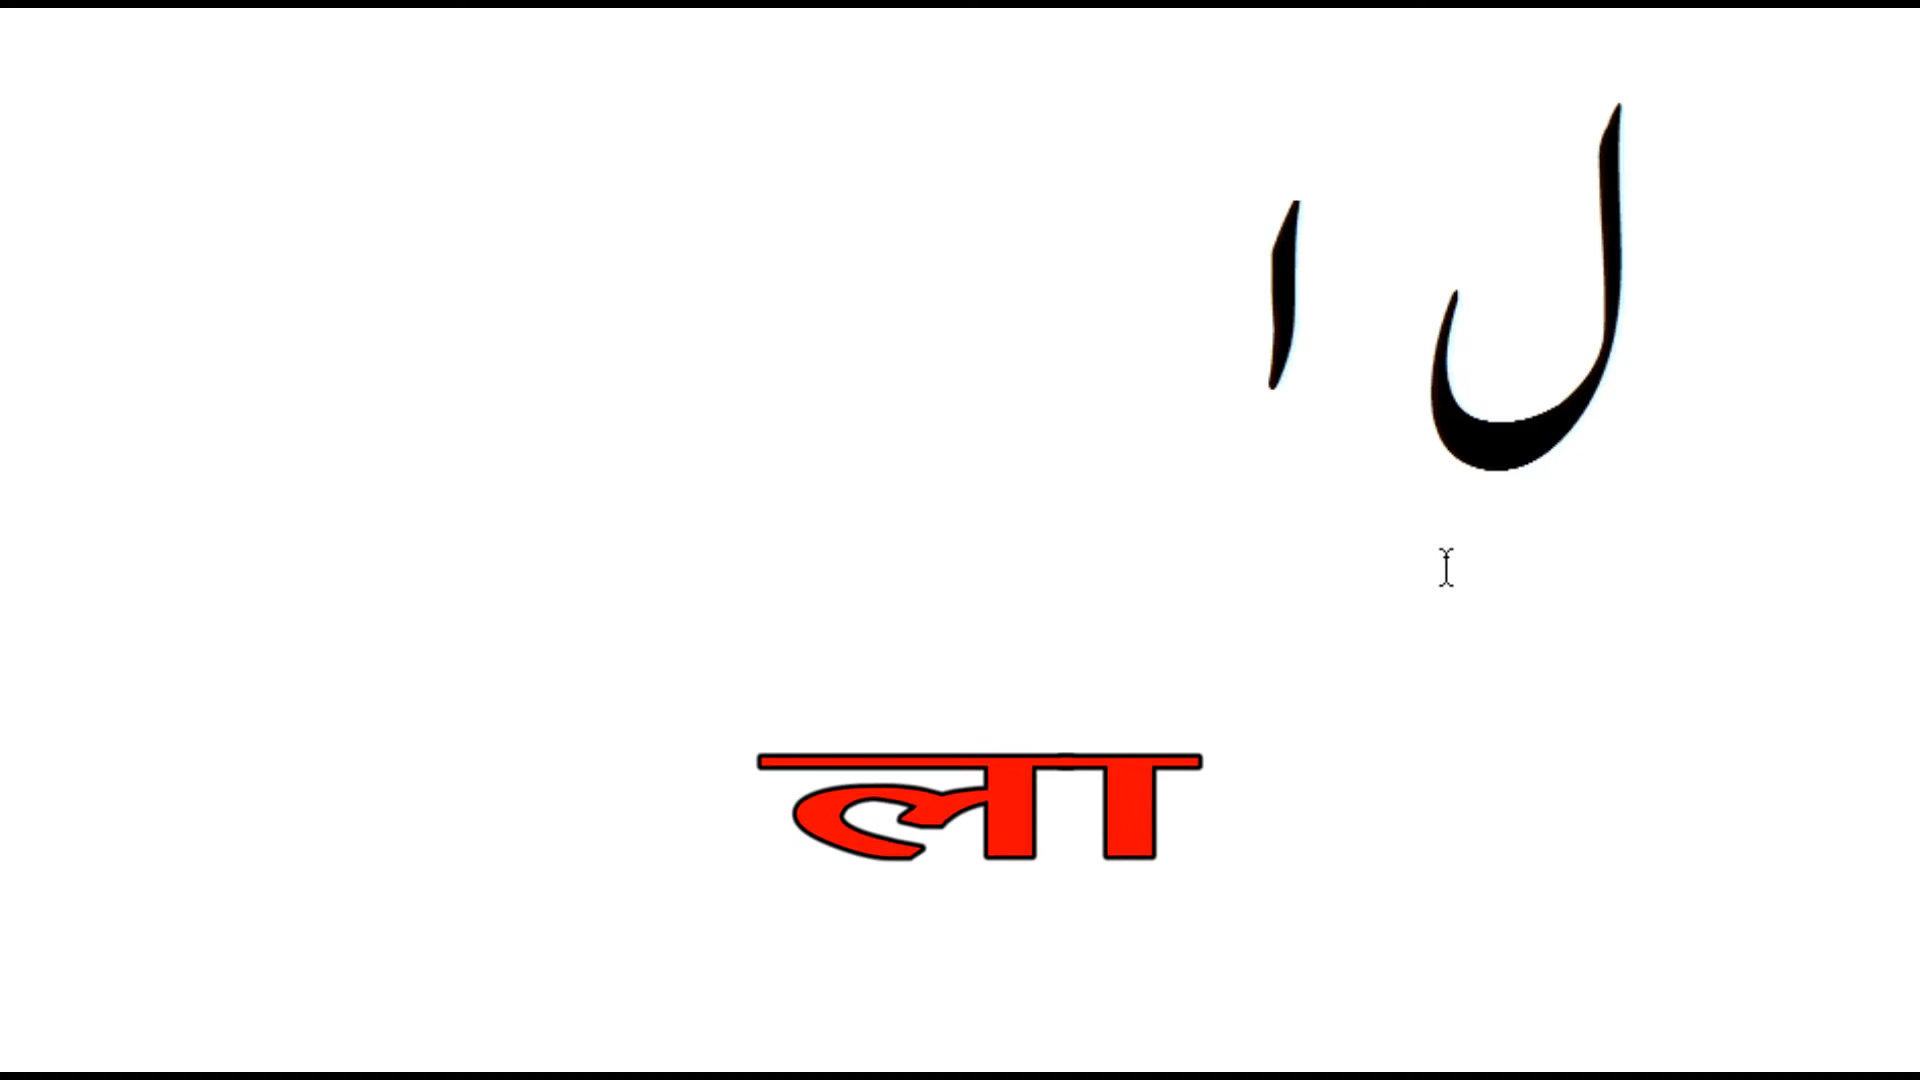 ل ا
ला